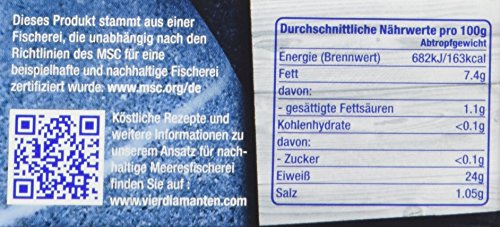 Dieses Produkt stammt aus einer
Fischerei, die unabhängig nach den
Richtlinien des MSC für eine
beispielhafte und nachhaltige Fischerei
zertifiziert wurde: www.msc.org/de
Köstliche Rezepte und
weitere Informationen zu
unserem Ansatz für nach-
haltige Meeresfischerei
finden Sie auf :
www.vierdiamanten.com
Durchschnittliche Nährwerte pro 100g
Abtropfgewicht
Energie (Brennwert) 682kJ/163kcal
Fett 7.4g
davon:
- gesättigte Fettsäuren 1.1g
Kohlenhydrate <0.1g
davon:
- Zucker <0.1g
Eiweiß 24g
Salz 1.05g